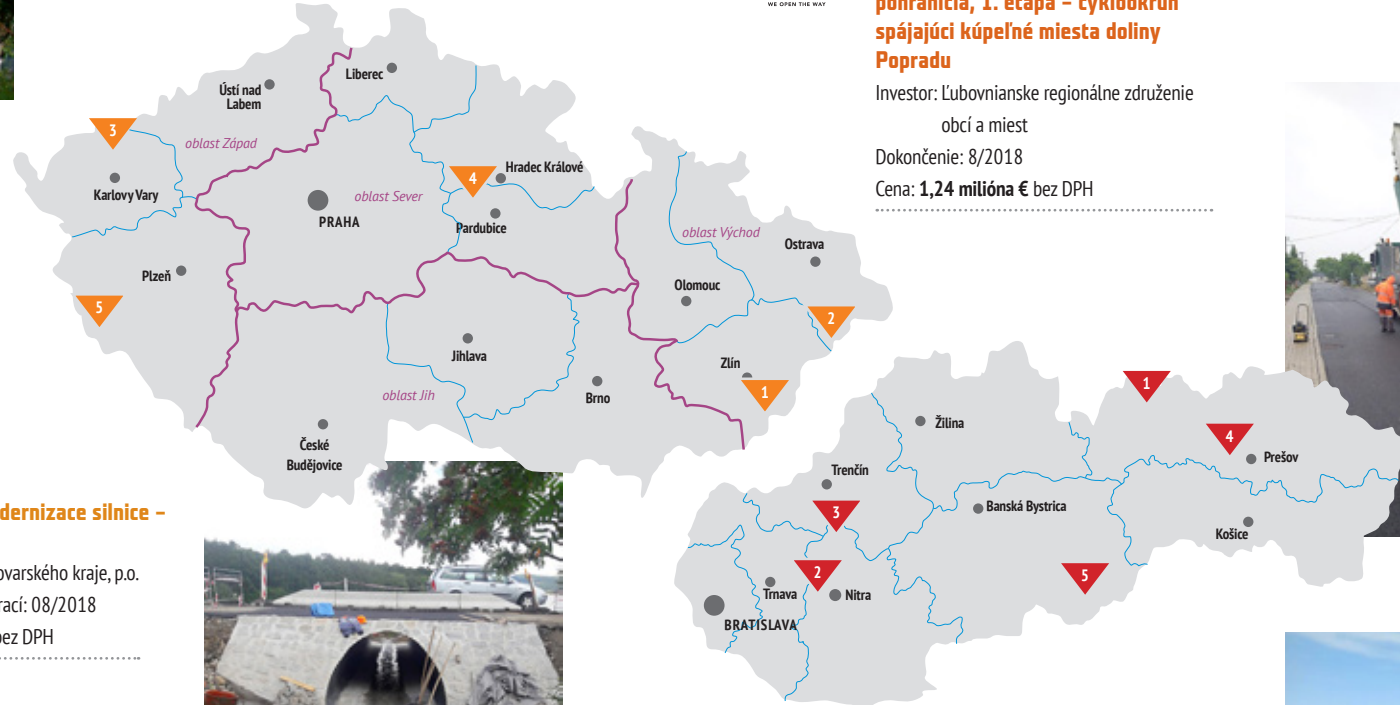 WE OPEN THE WAY
pohraničia, 1. etapa – cyklookruh
spájajúci kúpeľné miesta doliny
Popradu
Investor: Ľubovnianske regionálne združenie
obcí a miest
Dokončenie: 8/2018
Cena: 1,24 milióna € bez DPH
Liberec
Ústí nad
Labem
3
oblast Západ
Karlovy Vary
4
Hradec Králové
oblast Sever
PRAHA
Pardubice
oblast Východ
Ostrava
Plzeň
Olomouc
5
2
Jihlava
Zlín
1
Brno
oblast Jih
České
Budějovice
1
Žilina
4
Prešov
Trenčín
3
Banská Bystrica
Košice
2
5
Trnava
Nitra
BRATISLAVA
dernizace silnice –
ovarského kraje, p.o.
rací: 08/2018
bez DPH